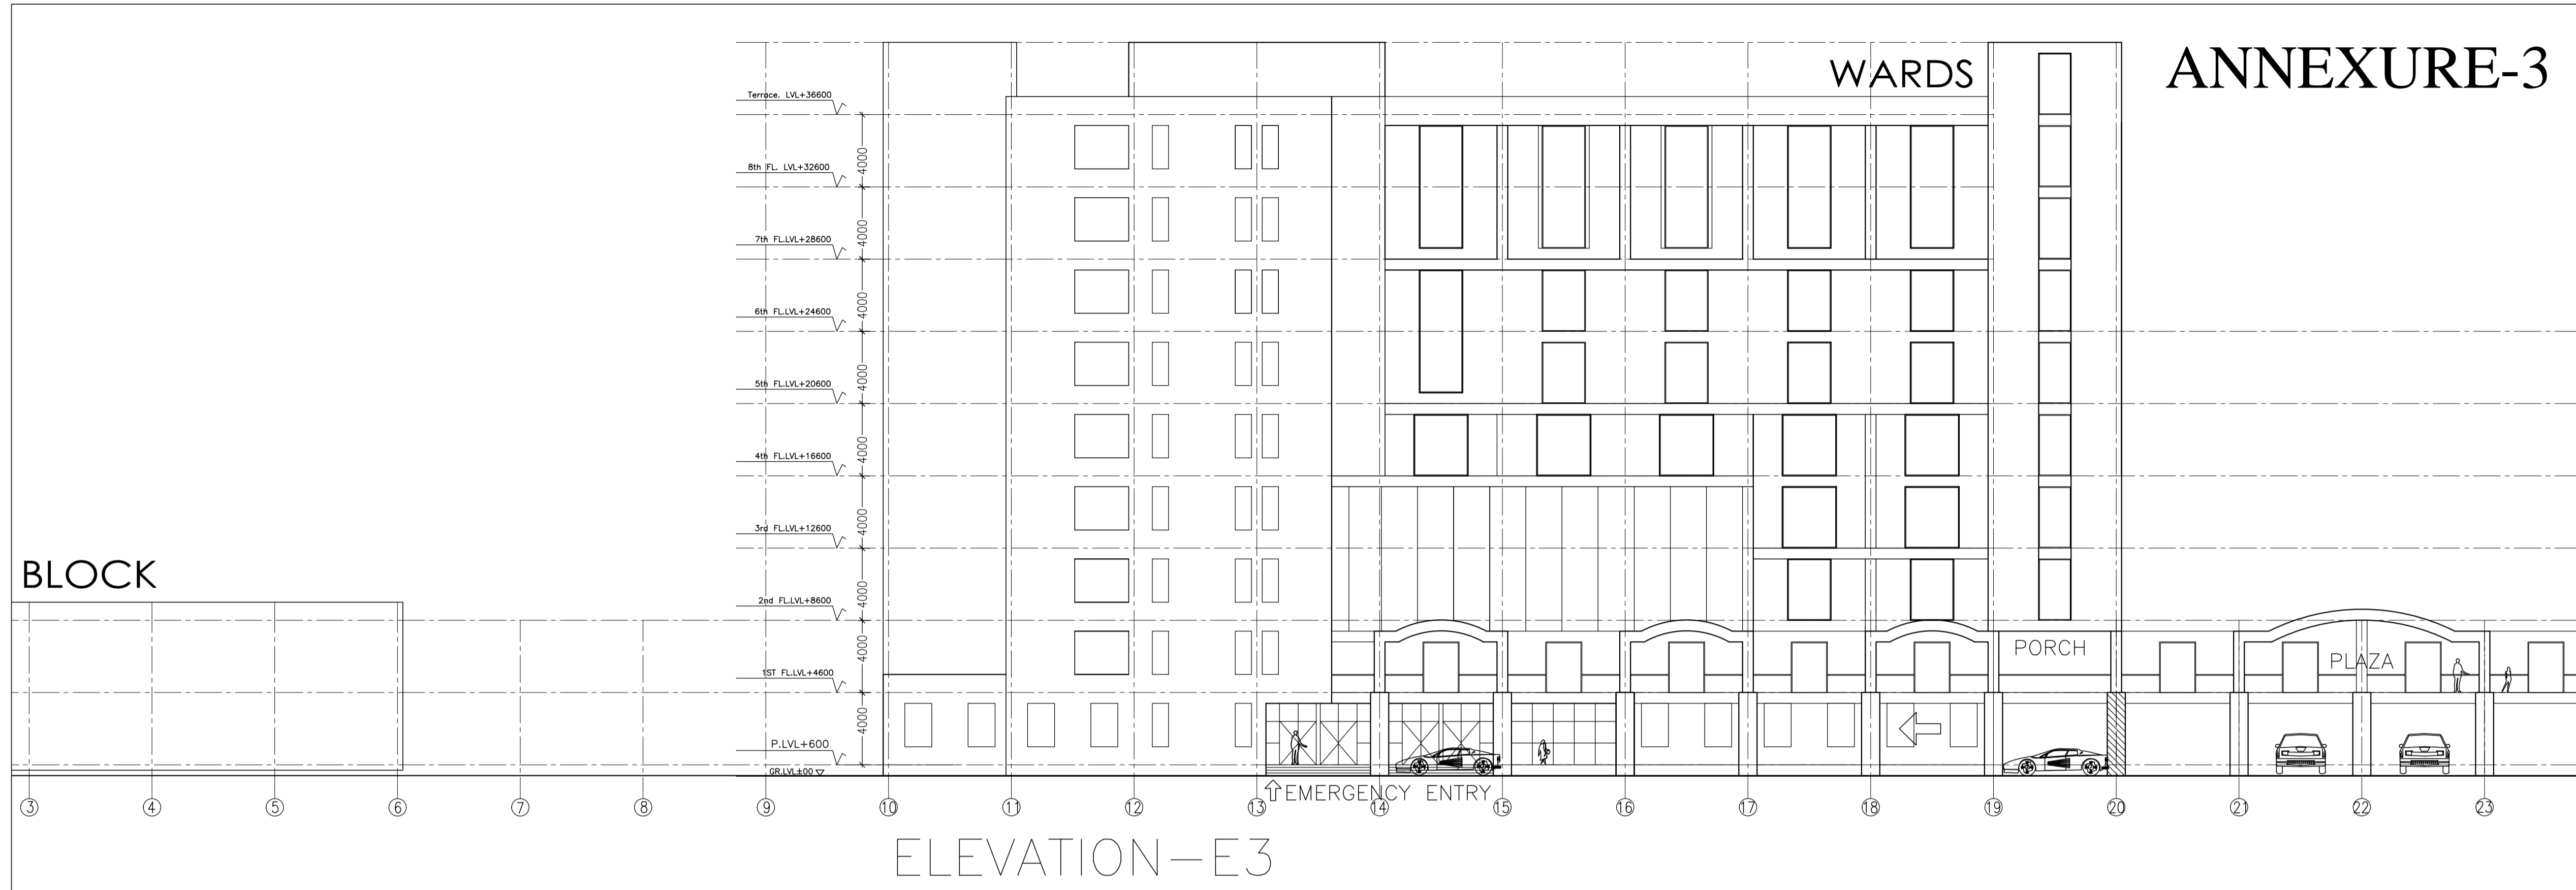 ANNEXURE-3
WARDS
Terrace. LVL+36600
4000
8th FL. LVL+32600
4000
7th FL.LVL+28600
4000
6th FL.LVL+24600
4000
5th FL.LVL+20600
4000
4th FL.LVL+16600
4000
3rd FL.LVL+12600
4000
BLOCK
2nd FL.LVL+8600
4000
PORCH
PLAZA
1ST FL.LVL+4600
4000
P.LVL+600
GR.LVL±00
EMERGENCY ENTRY
3 4 5 6 7 8 9 10 11 12 13 14 15 16 17 18 19 20 21 22 23
ELEVATION-E3